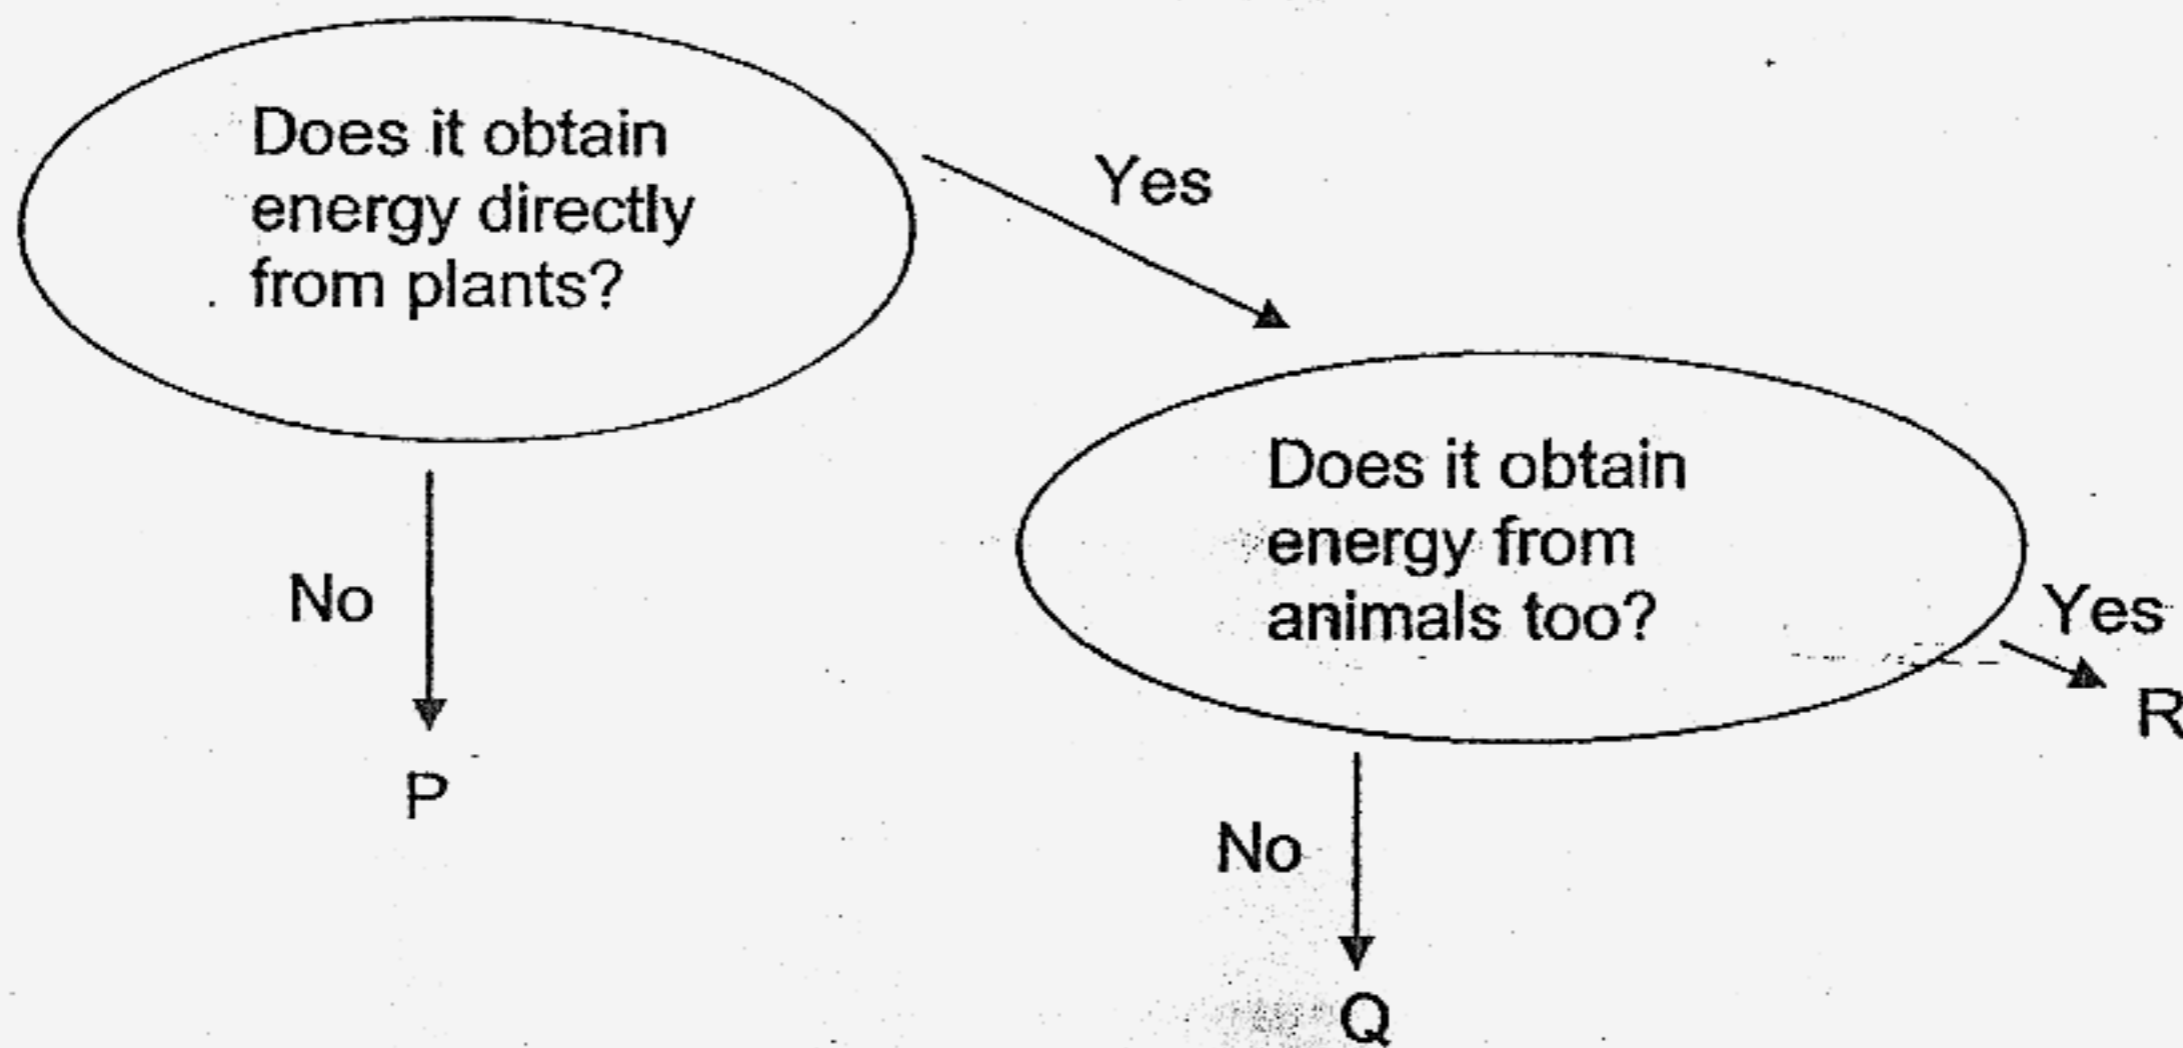 Does it obtain
energy directly
from plants?
Yes
Does it obtain
energy from
animals too?
No
Yes
R
P
No
Q